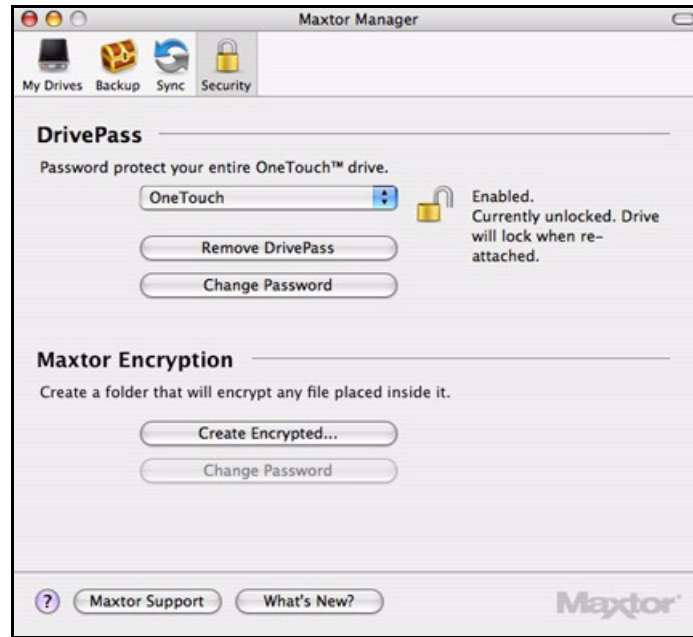 Maxtor Manager
My Drives Backup Sync Security
DrivePass
Password protect your entire OneTouch™ drive.
OneTouch
Enabled.
Currently unlocked. Drive
will lock when re-
attached.
Remove DrivePass
Change Password
Maxtor Encryption
Create a folder that will encrypt any file placed inside it.
Create Encrypted...
Change Password
? Maxtor Support What's New? Maxtor